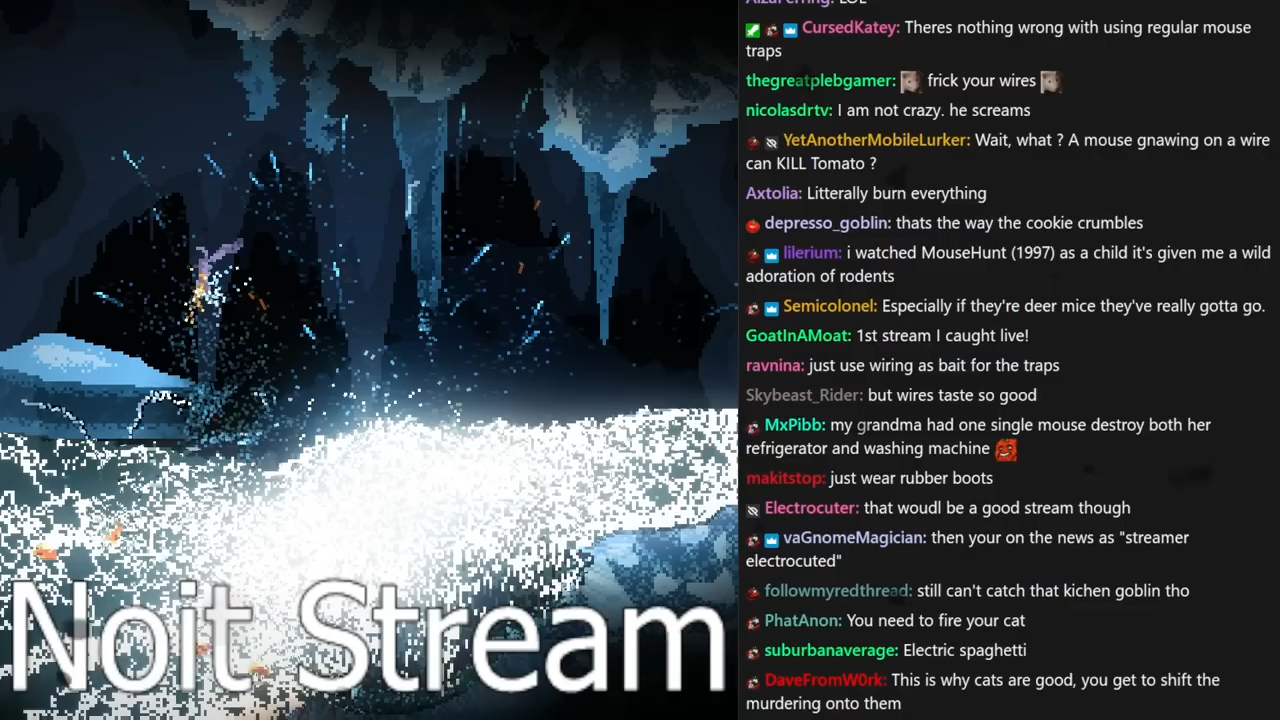 AlzaFerring: LOL
CursedKatey: Theres nothing wrong with using regular mouse
traps
thegreatplebgamer: frick your wires
nicolasdrtv: I am not crazy. he screams
YetAnotherMobileLurker: Wait, what ? A mouse gnawing on a wire
can KILL Tomato ?
Axtolia: Litterally burn everything
depresso_goblin: thats the way the cookie crumbles
lilerium: i watched MouseHunt (1997) as a child it's given me a wild
adoration of rodents
Semicolonel: Especially if they're deer mice they've really gotta go.
GoatInAMoat: 1st stream I caught live!
ravnina: just use wiring as bait for the traps
Skybeast_Rider: but wires taste so good
MxPibb: my grandma had one single mouse destroy both her
refrigerator and washing machine
makitstop: just wear rubber boots
Electrocuter: that woudl be a good stream though
vaGnomeMagician: then your on the news as "streamer
electrocuted"
followmyredthread: still can't catch that kichen goblin tho
PhatAnon: You need to fire your cat
suburbanaverage: Electric spaghetti
DaveFromW0rk: This is why cats are good, you get to shift the
murdering onto them
Noit Stream